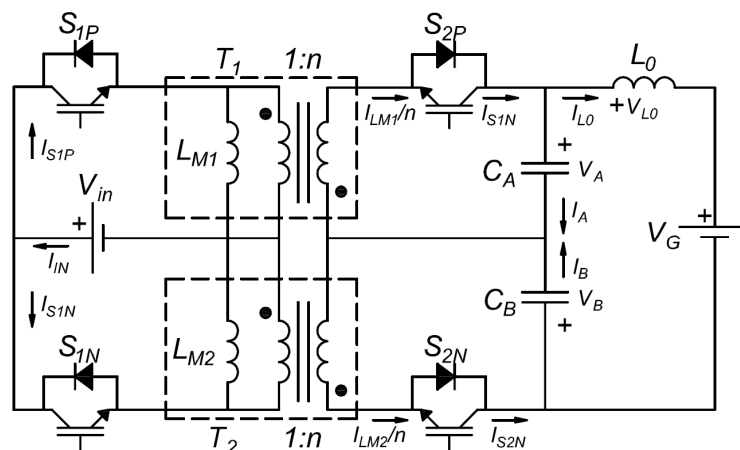 S1P
T1 1:n
S2P
L0
ILM1/n
IS1N
IL0
+VL0
IS1P
LM1
CA
+
VA
Vin
+
IA
VG
+
IIN
IB
IS1N
CB
VB
+
S1N
LM2
S2N
T2 1:n
ILM2/n
IS2N